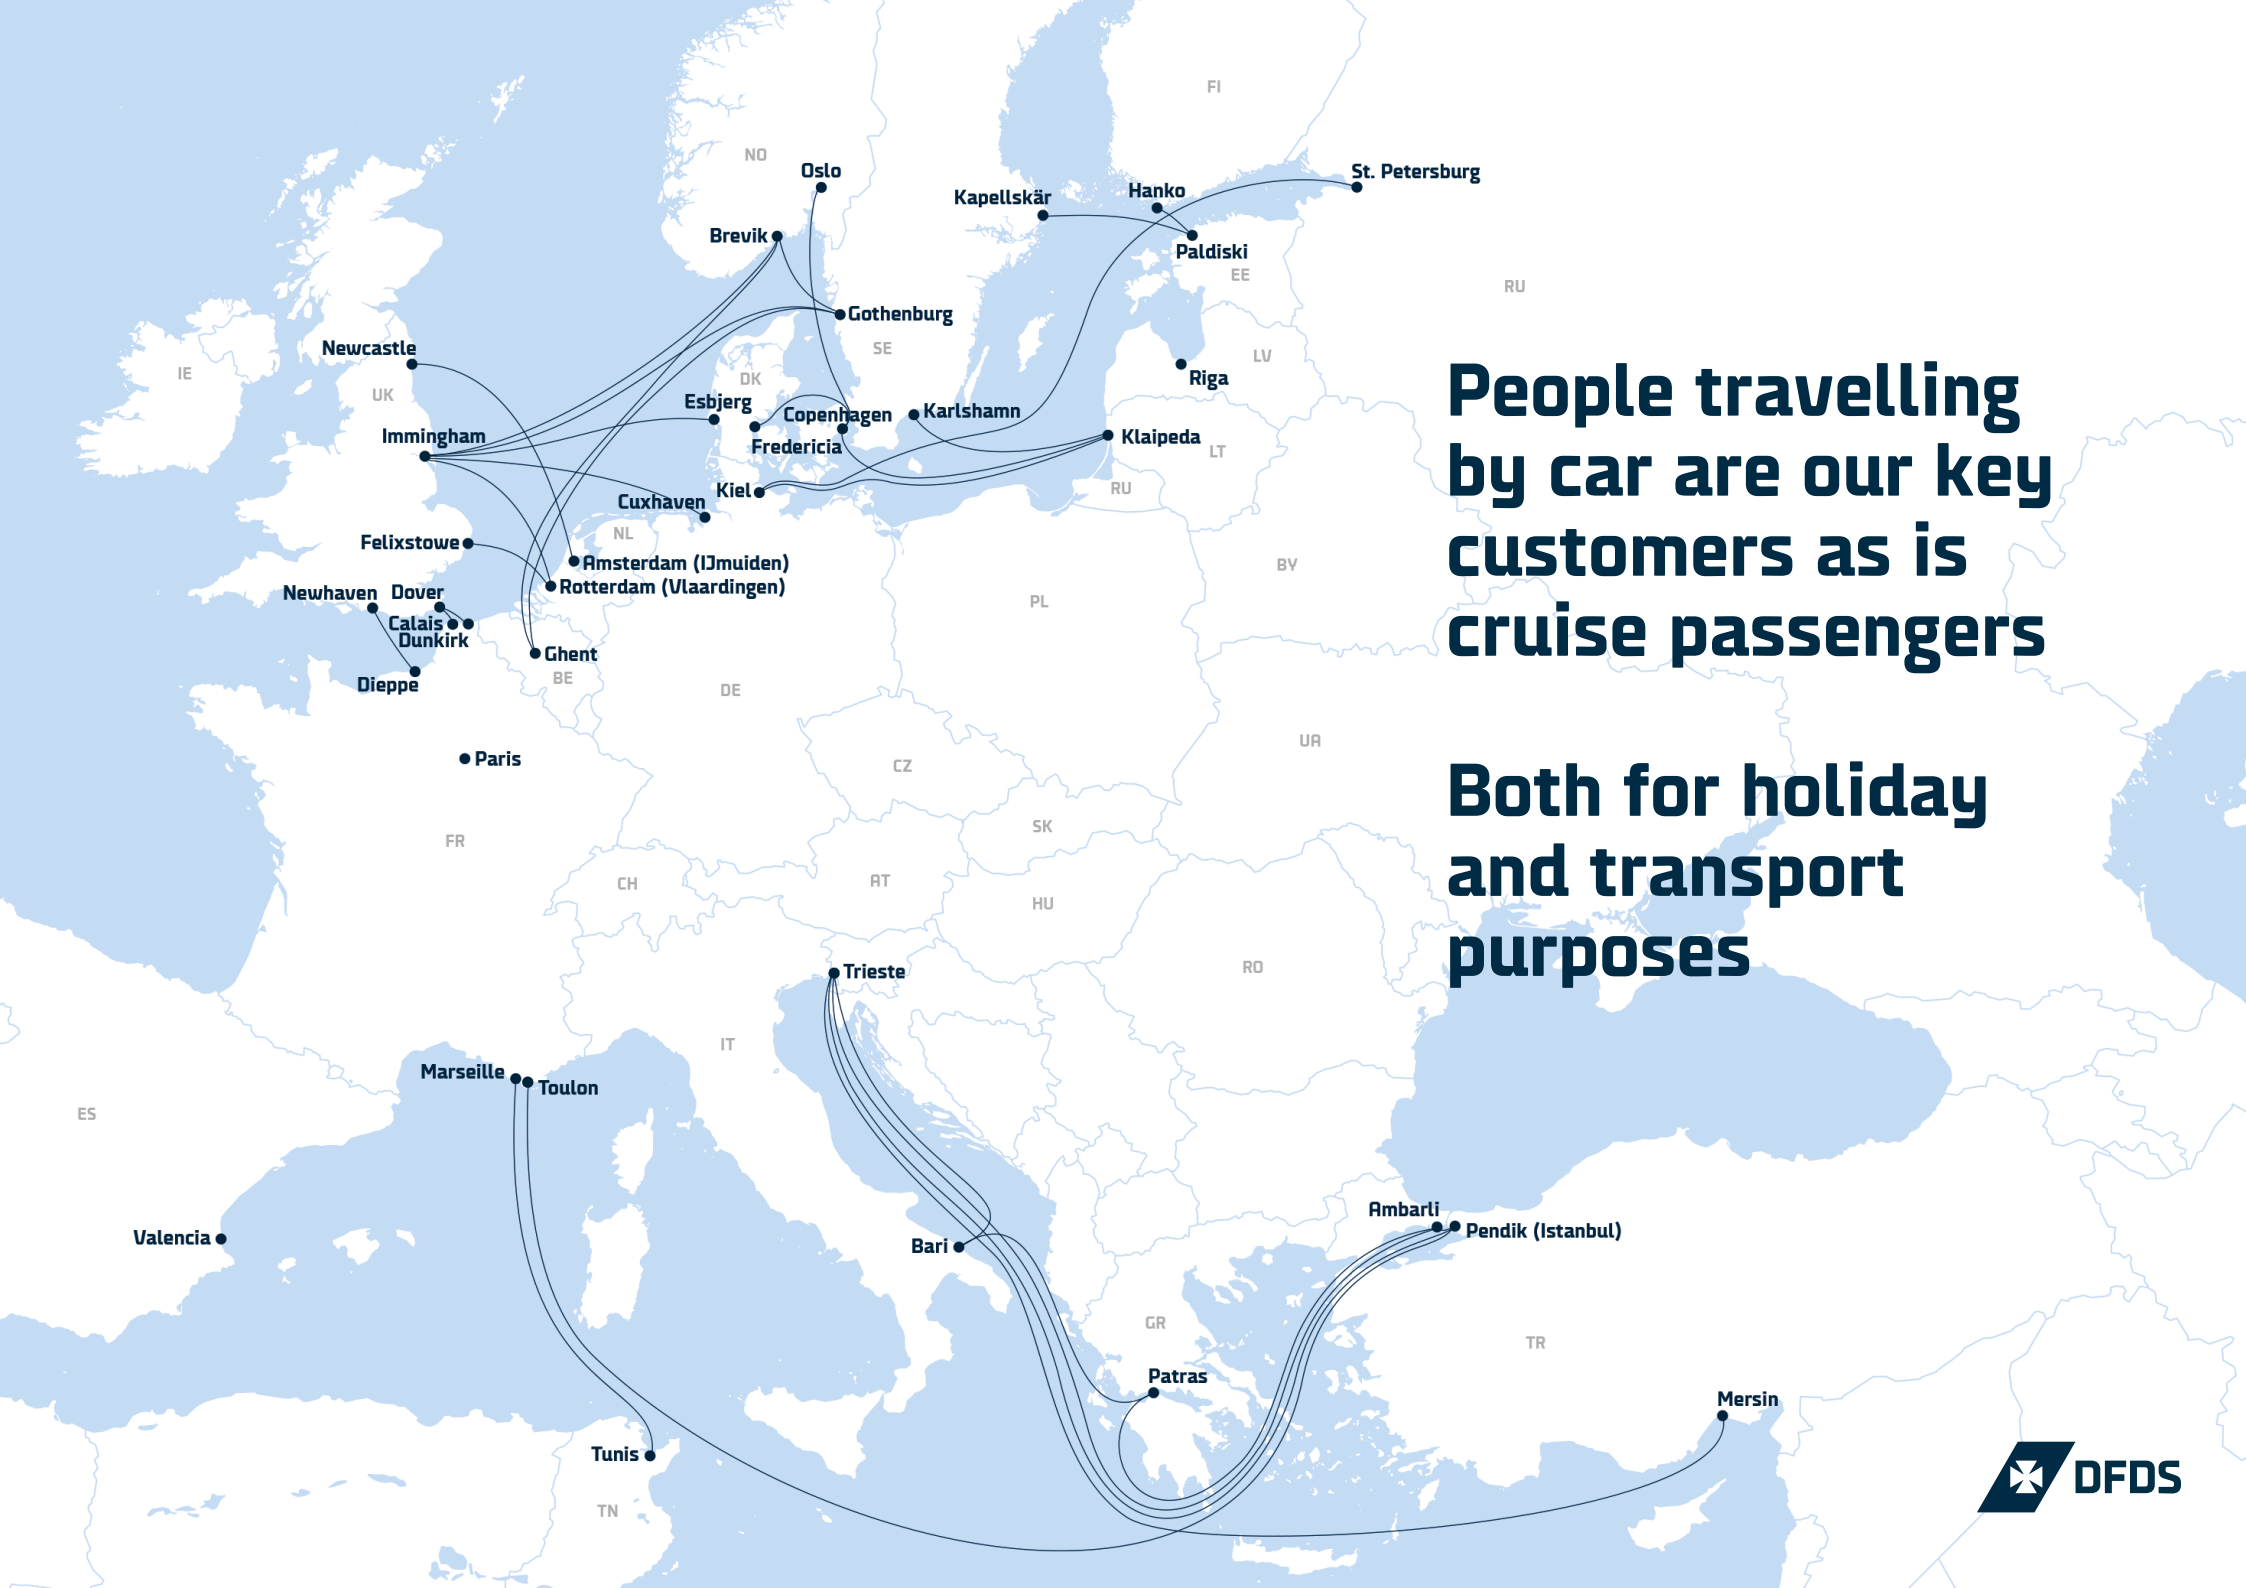 FI
NO
Oslo
St. Petersburg
Kapellskär
Hanko
Brevik
Paldiski
EE
RU
Gothenburg
Newcastle
SE
IE
LV
DK
Riga
UK
Esbjerg
Copenhagen
Karlshamn
Immingham
Fredericia
Klaipeda
LT
Kiel
RU
Cuxhaven
NL
Felixstowe
Amsterdam (IJmuiden)
BY
Rotterdam (Vlaardingen)
Newhaven
Dover
PL
Calais
Dunkirk
Ghent
BE
Dieppe
DE
People travelling
by car are our key
customers as is
cruise passengers
Both for holiday
and transport
purposes
UA
Paris
CZ
SK
FR
AT
CH
HU
RO
Trieste
IT
Marseille
Toulon
ES
Ambarli
Pendik (Istanbul)
Valencia
Bari
GR
TR
Patras
Mersin
Tunis
TN
DFDS